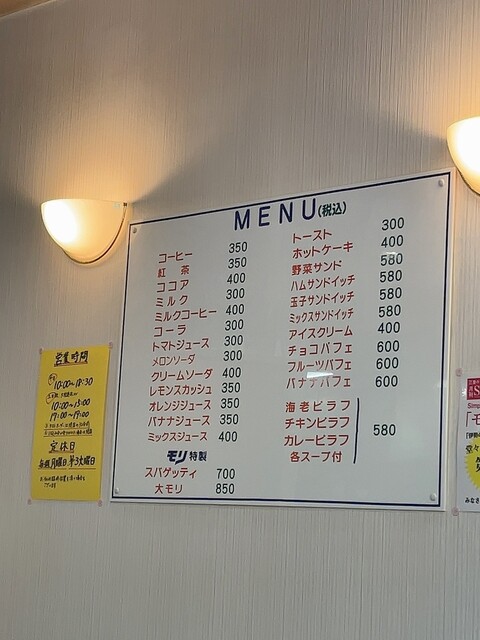 MENU(税込)
コーヒー 350
紅茶 350
ココア 400
ミルク 300
ミルクコーヒー 400
コーラ 300
トマトジュース 300
メロンソーダ 300
クリームソーダ 400
レモンスカッシュ 350
オレンジジュース 350
バナナジュース 350
ミックスジュース 400
モリ特製
スパゲッティ 700
大モリ 850
トースト 300
ホットケーキ 400
野菜サンド 580
ハムサンドイッチ 580
玉子サンドイッチ 580
ミックスサンドイッチ 580
アイスクリーム 400
チョコパフェ 600
フルーツパフェ 600
バナナパフェ 600
海老ピラフ
チキンピラフ
カレーピラフ
各スープ付
580
営業時間
10:00~18:30
10:00~15:00
17:00~19:00
定休日
毎週月曜日、第3火曜日